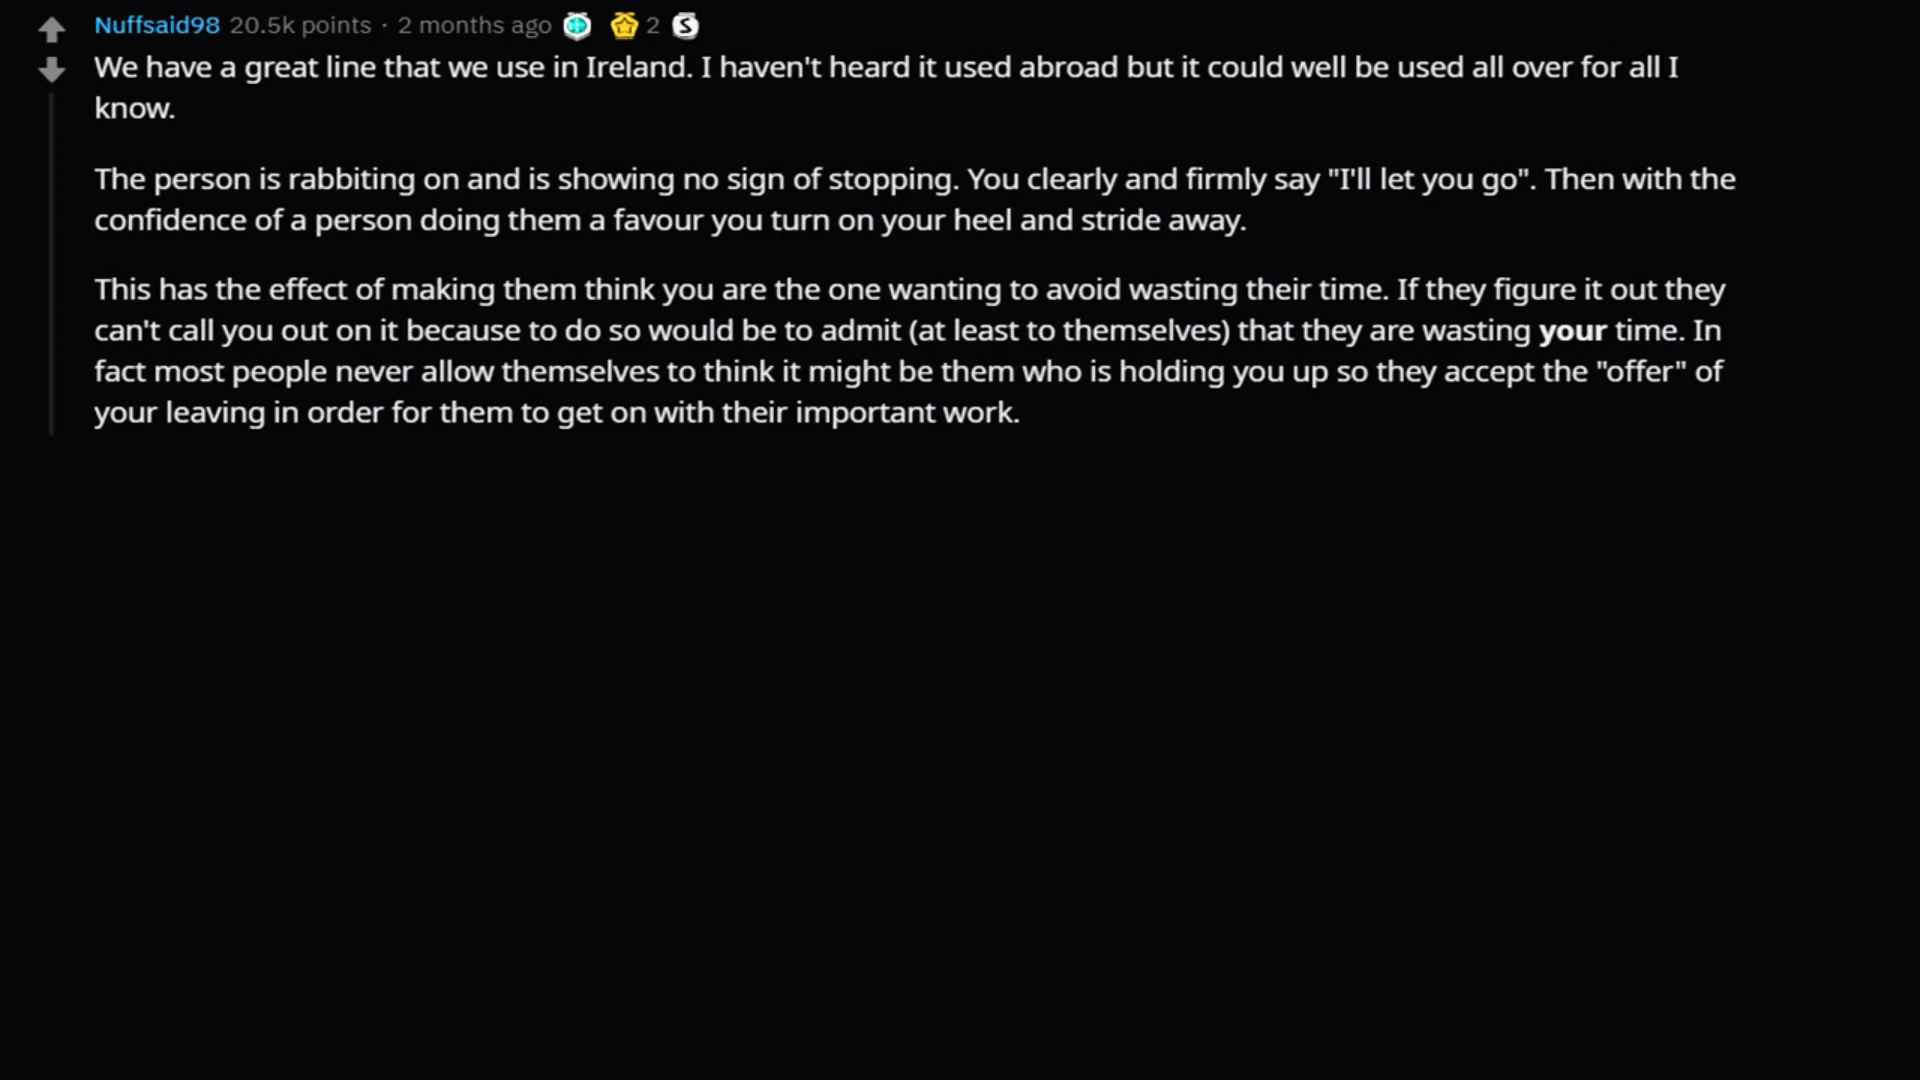 Nuffsaid98 20.5k points · 2 months ago 2 S
We have a great line that we use in Ireland. I haven't heard it used abroad but it could well be used all over for all I
know.
The person is rabbiting on and is showing no sign of stopping. You clearly and firmly say "I'll let you go". Then with the
confidence of a person doing them a favour you turn on your heel and stride away.
This has the effect of making them think you are the one wanting to avoid wasting their time. If they figure it out they
can't call you out on it because to do so would be to admit (at least to themselves) that they are wasting your time. In
fact most people never allow themselves to think it might be them who is holding you up so they accept the "offer" of
your leaving in order for them to get on with their important work.